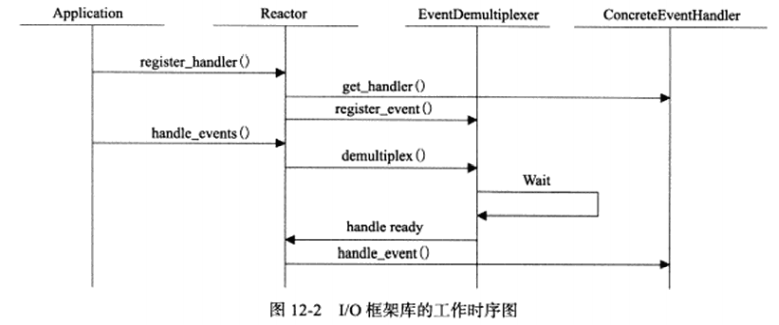 Application Reactor EventDemultiplexer ConcreteEventHandler
register_handler()
get_handler()
register_event()
handle_events()
demultiplex()
Wait
handle ready
handle_event()
图 12-2 I/O 框架库的工作时序图